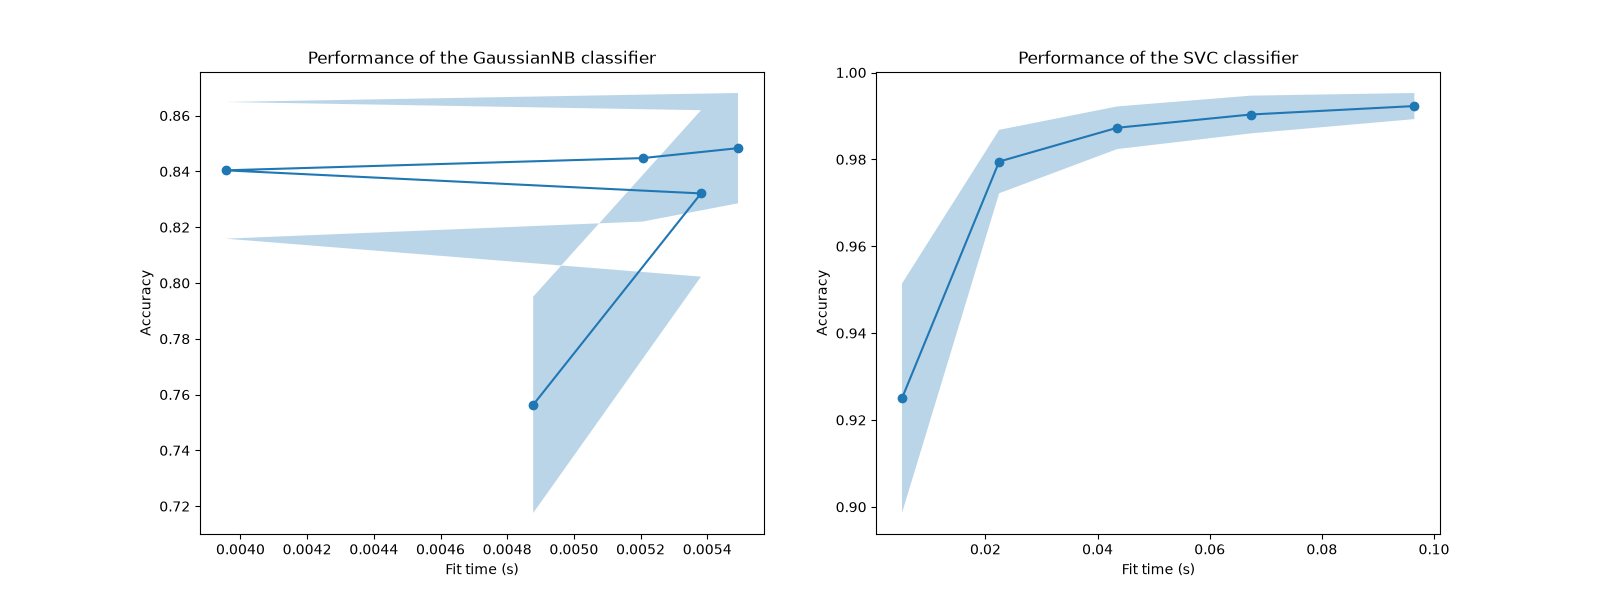 Performance of the GaussianNB classifier
0.86
0.84
0.82
0.80
0.78
0.76
0.74
0.72
Accuracy
0.0040 0.0042 0.0044 0.0046 0.0048 0.0050 0.0052 0.0054
Fit time (s)
Performance of the SVC classifier
1.00
0.98
0.96
0.94
0.92
0.90
Accuracy
0.02 0.04 0.06 0.08 0.10
Fit time (s)